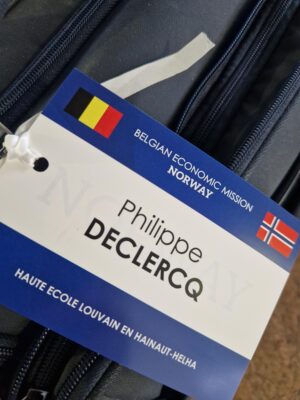 BELGIAN ECONOMIC MISSION
NORWAY
Philippe
DECLERCQ
HAUTE ECOLE LOUVAIN EN HAINAUT-HELHA